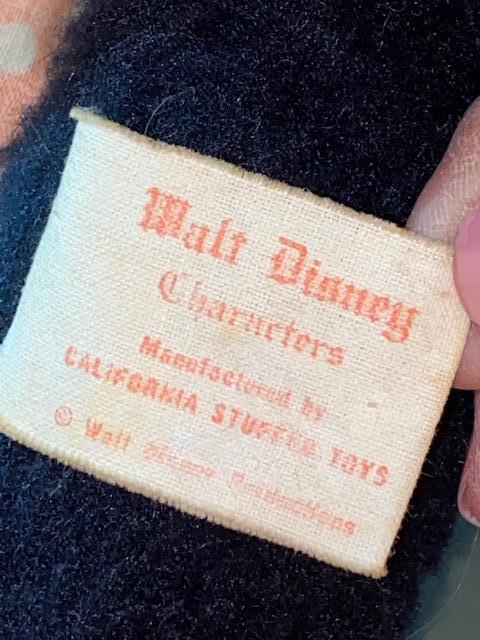 Walt Disney
Characters
Manufactured by
CALIFORNIA STUFFED TOYS
© Walt Disney Productions